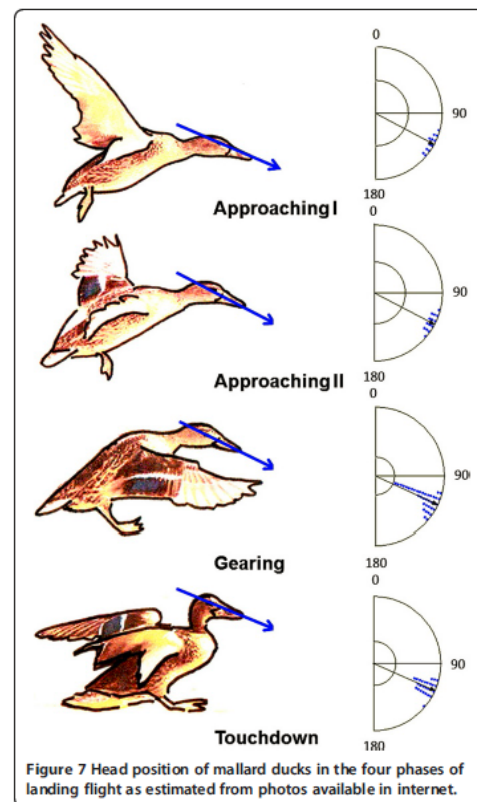 0
90
180
Approaching I
0
90
180
Approaching II
90
180
Gearing
0
90
180
Touchdown
Figure 7 Head position of mallard ducks in the four phases of
landing flight as estimated from photos available in internet.